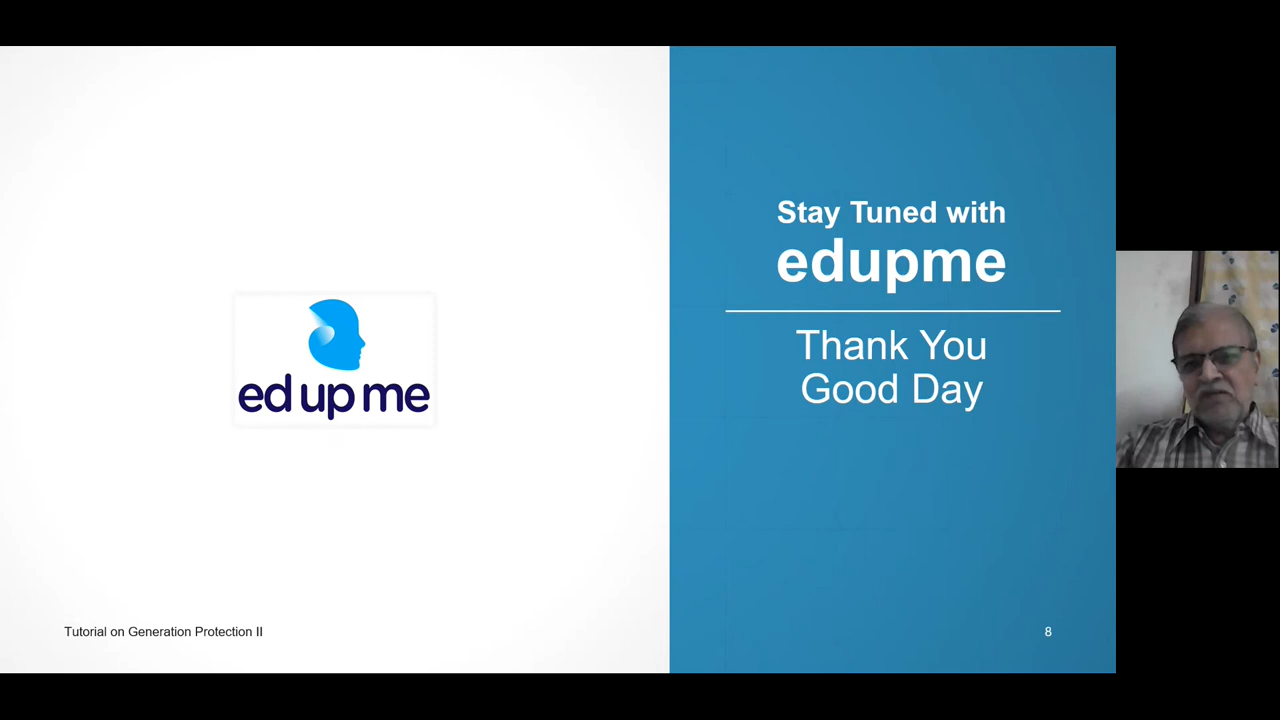 ed up me
Stay Tuned with
edupme
Thank You
Good Day
Tutorial on Generation Protection II
8